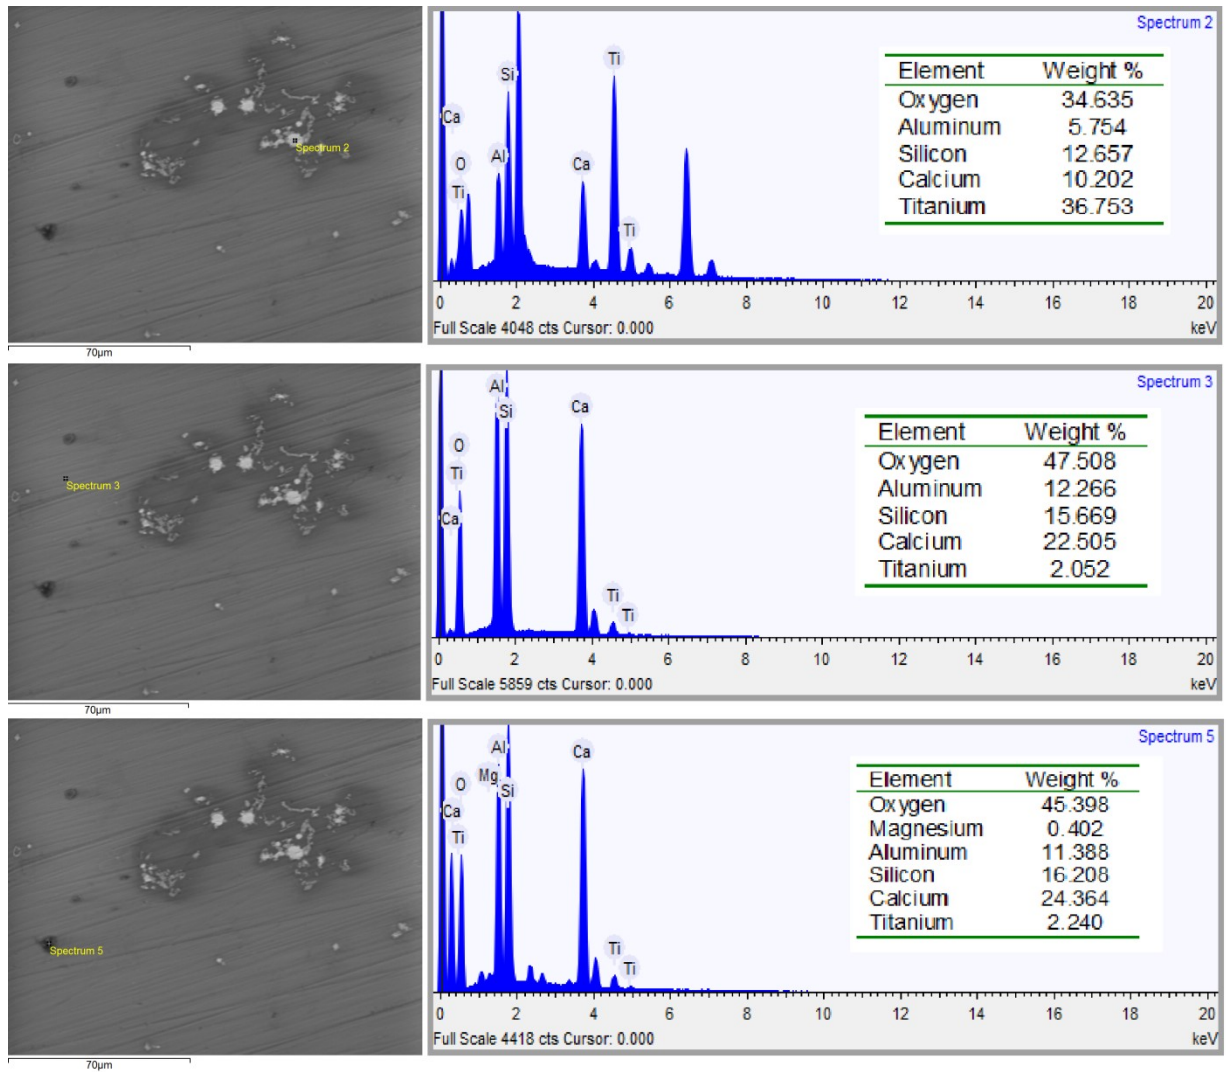 Spectrum 2
70µm
Spectrum 2
Ca
O
Ti
Al
Si
Ca
Ti
Ti
Element Weight %
Oxygen 34.635
Aluminum 5.754
Silicon 12.657
Calcium 10.202
Titanium 36.753
0 2 4 6 8 10 12 14 16 18 20
Full Scale 4048 cts Cursor: 0.000 keV
Spectrum 3
70µm
Spectrum 3
Al
Si
O
Ti
Ca
Ca
Ti
Ti
Element Weight %
Oxygen 47.508
Aluminum 12.266
Silicon 15.669
Calcium 22.505
Titanium 2.052
0 2 4 6 8 10 12 14 16 18 20
Full Scale 5859 cts Cursor: 0.000 keV
Spectrum 5
70µm
Spectrum 5
Al
Mg
O
Si
Ca
Ti
Ca
Ti
Ti
Element Weight %
Oxygen 45.398
Magnesium 0.402
Aluminum 11.388
Silicon 16.208
Calcium 24.364
Titanium 2.240
0 2 4 6 8 10 12 14 16 18 20
Full Scale 4418 cts Cursor: 0.000 keV